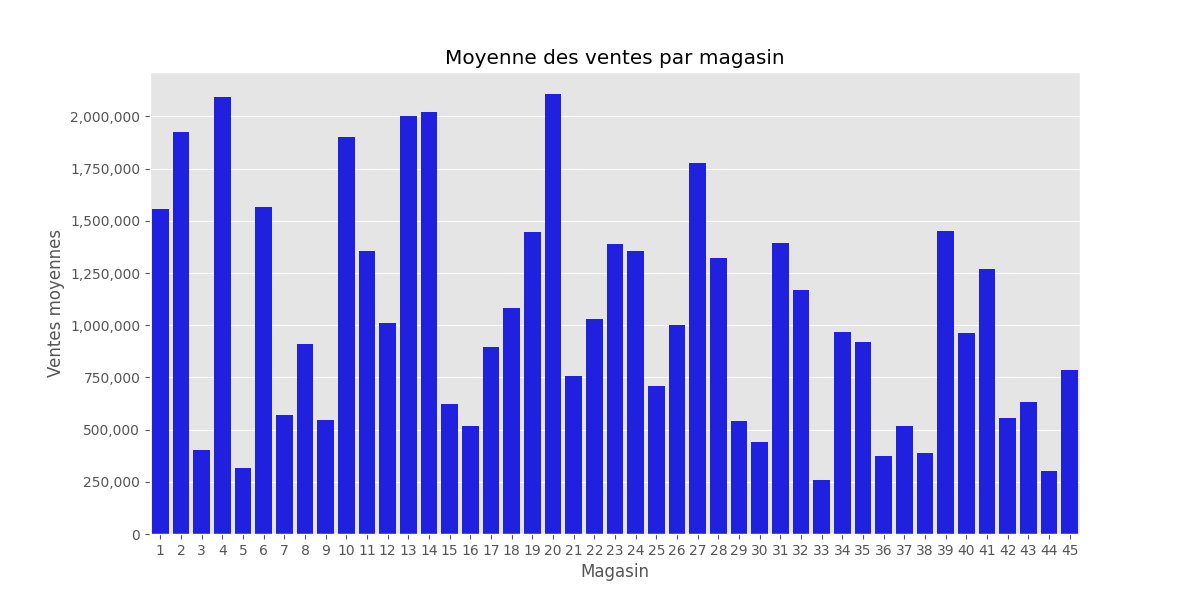 Moyenne des ventes par magasin
2,000,000
1,750,000
1,500,000
1,250,000
1,000,000
750,000
500,000
250,000
0
Ventes moyennes
1 2 3 4 5 6 7 8 9 10 11 12 13 14 15 16 17 18 19 20 21 22 23 24 25 26 27 28 29 30 31 32 33 34 35 36 37 38 39 40 41 42 43 44 45
Magasin